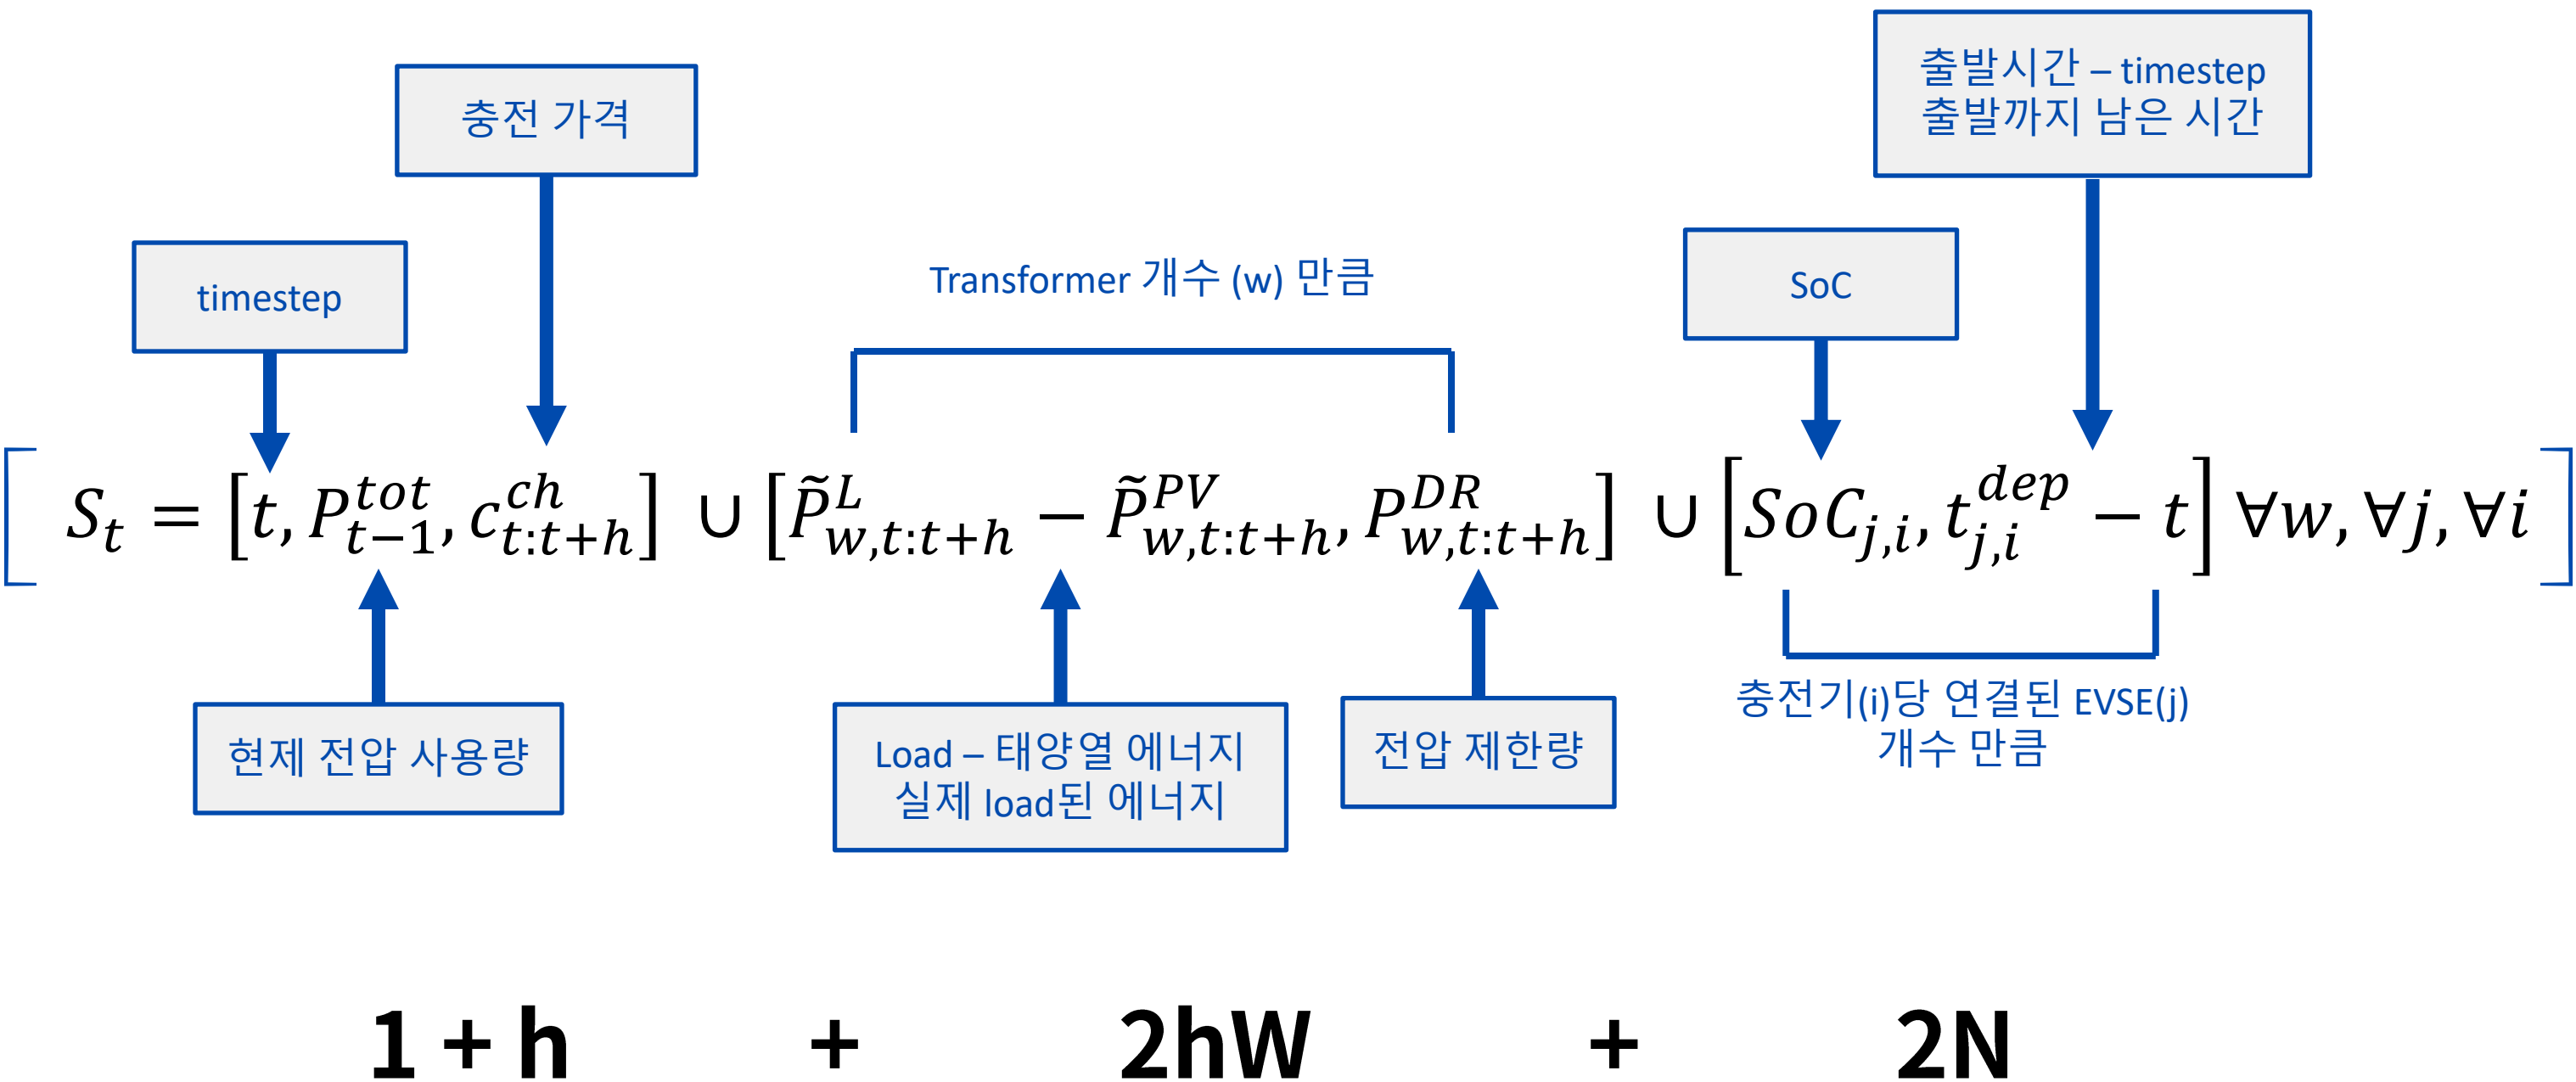 출발시간 – timestep
출발까지 남은 시간
충전 가격
timestep
Transformer 개수 (w) 만큼
SoC
[ S_t = [t, P_{t−1}^{tot}, c_{t:t+h}^{ch}] ∪ [P̃_{w,t:t+h}^{L} − P̃_{w,t:t+h}^{PV}, P_{w,t:t+h}^{DR}] ∪ [SoC_{j,i}, t_{j,i}^{dep} − t] ∀w, ∀j, ∀i ]
현제 전압 사용량
Load – 태양열 에너지
실제 load된 에너지
전압 제한량
충전기(i)당 연결된 EVSE(j)
개수 만큼
1 + h + 2hW + 2N